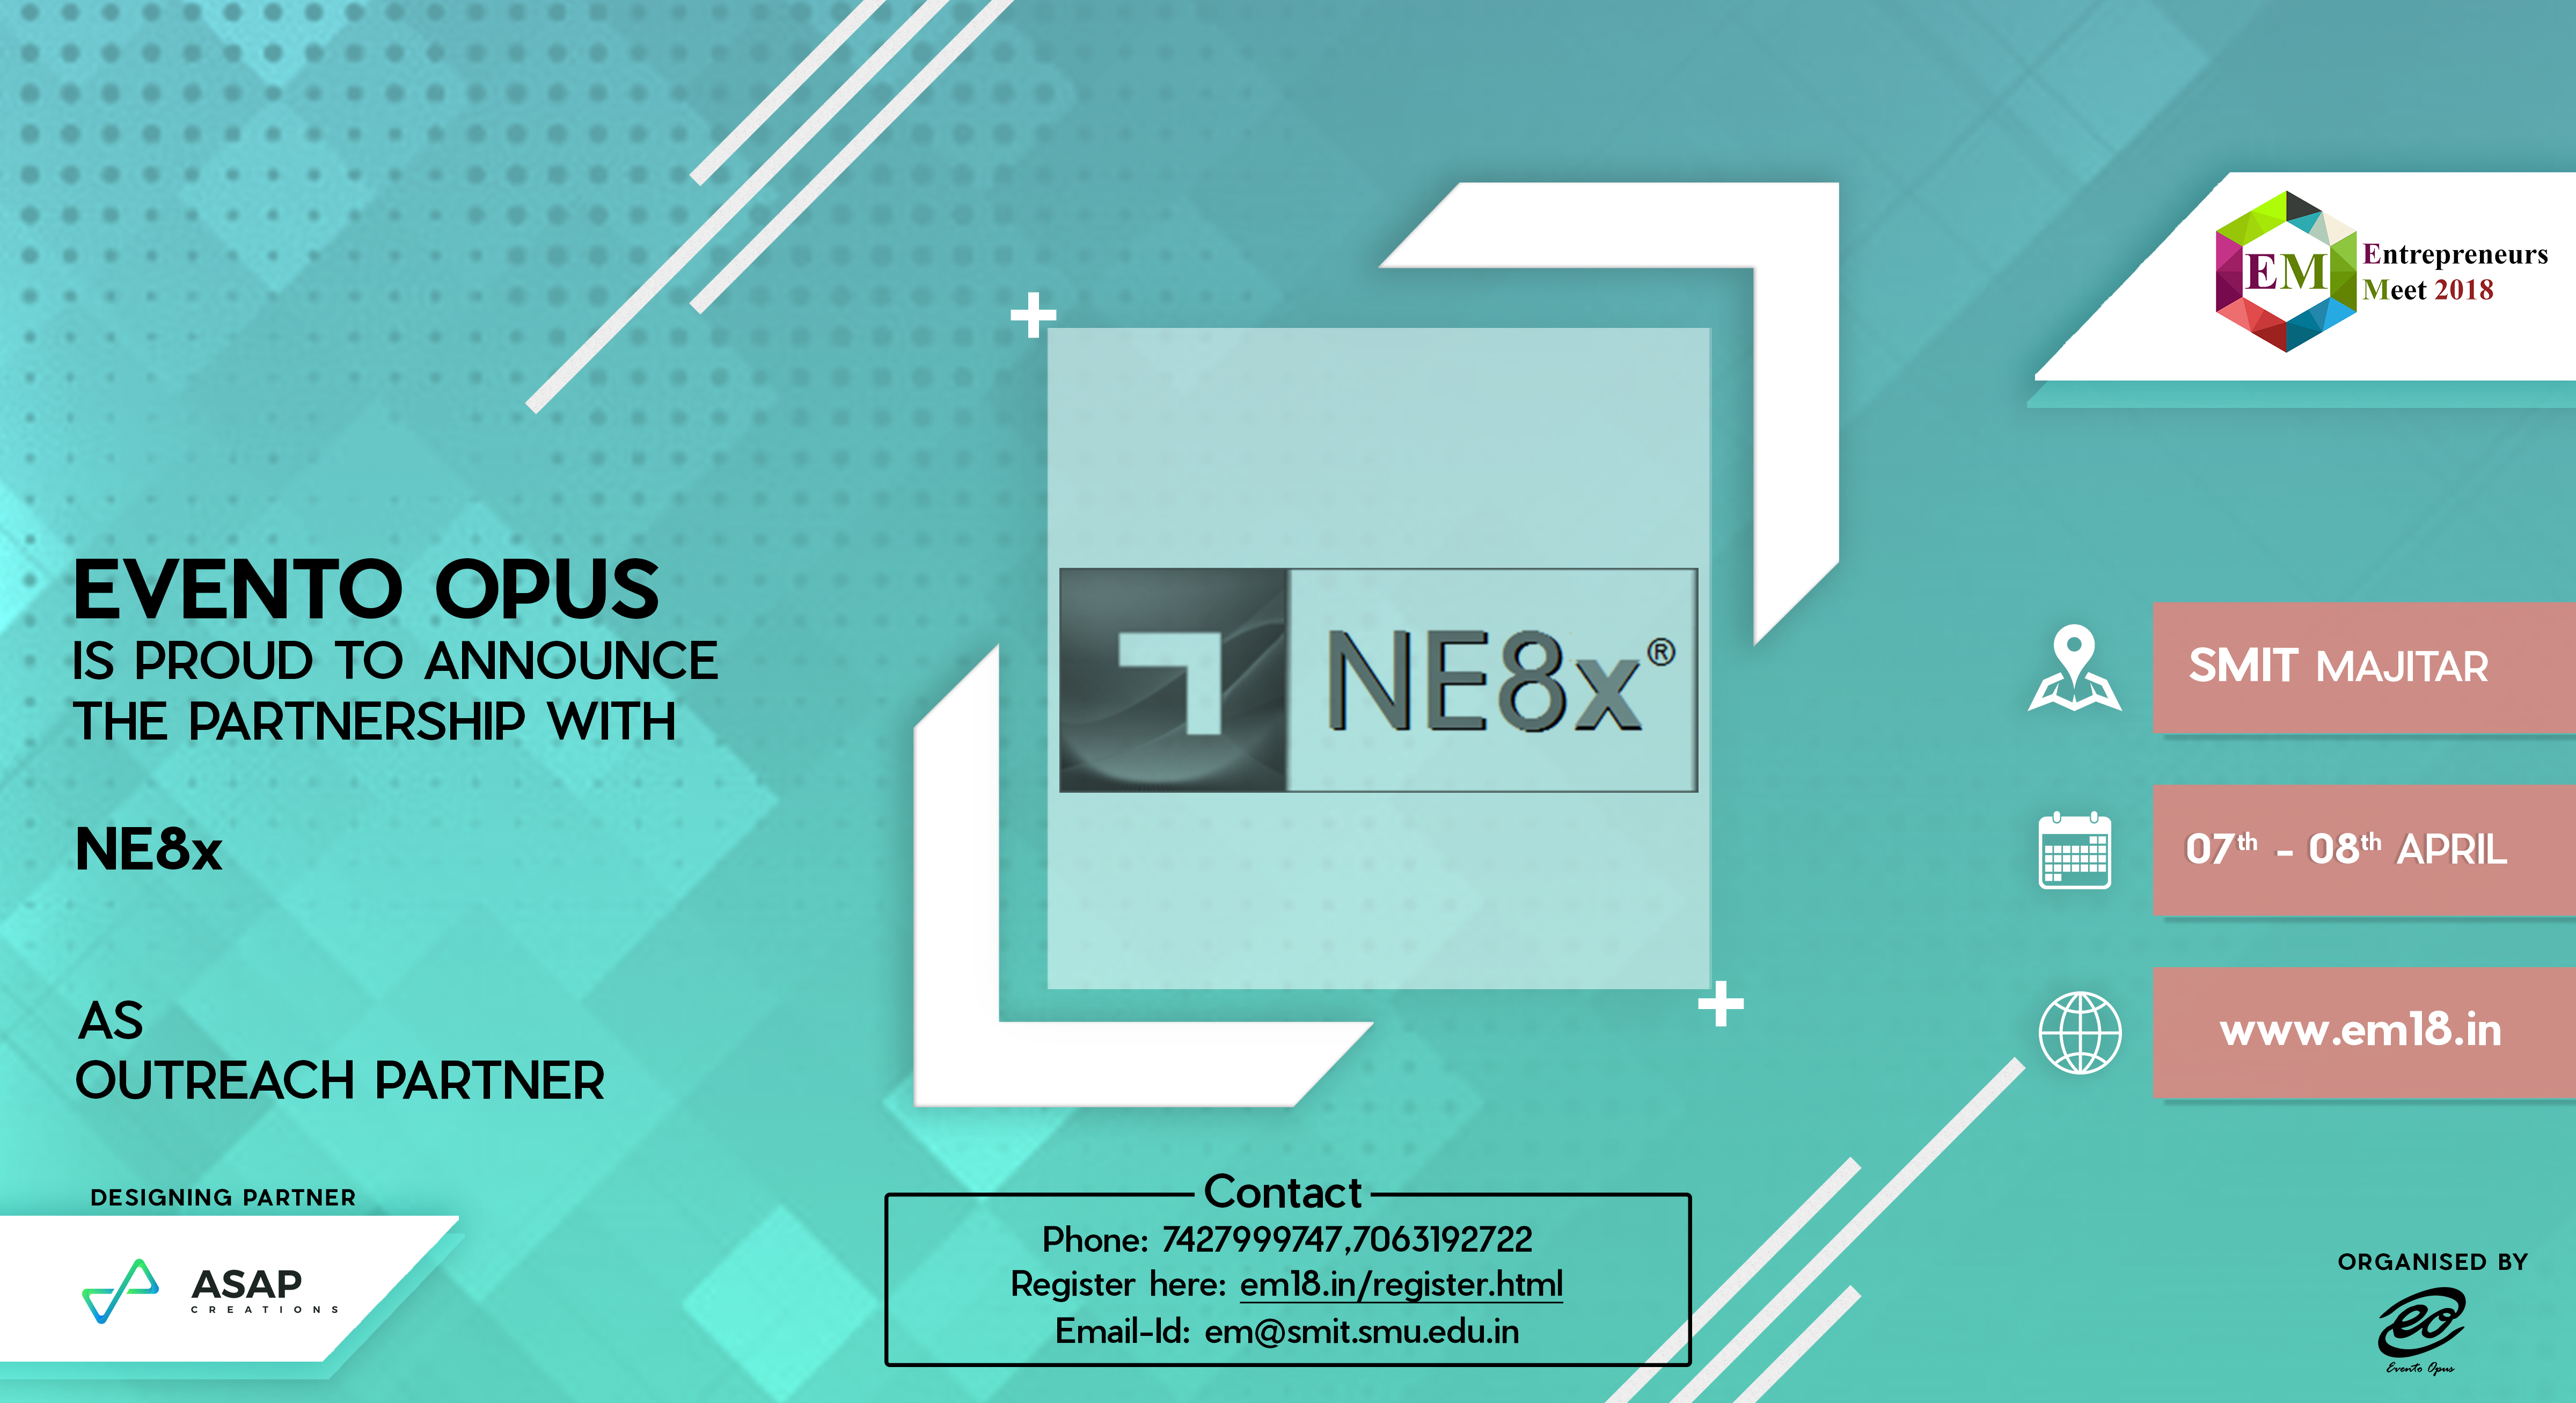 EVENTO OPUS
IS PROUD TO ANNOUNCE
THE PARTNERSHIP WITH
NE8x
AS
OUTREACH PARTNER
DESIGNING PARTNER
ASAP
CREATIONS
NE8x®
Contact
Phone: 7427999747,7063192722
Register here: em18.in/register.html
Email-Id: em@smit.smu.edu.in
EM
Entrepreneurs
Meet 2018
SMIT MAJITAR
07th - 08th APRIL
www.em18.in
ORGANISED BY
eo
Evento Opus